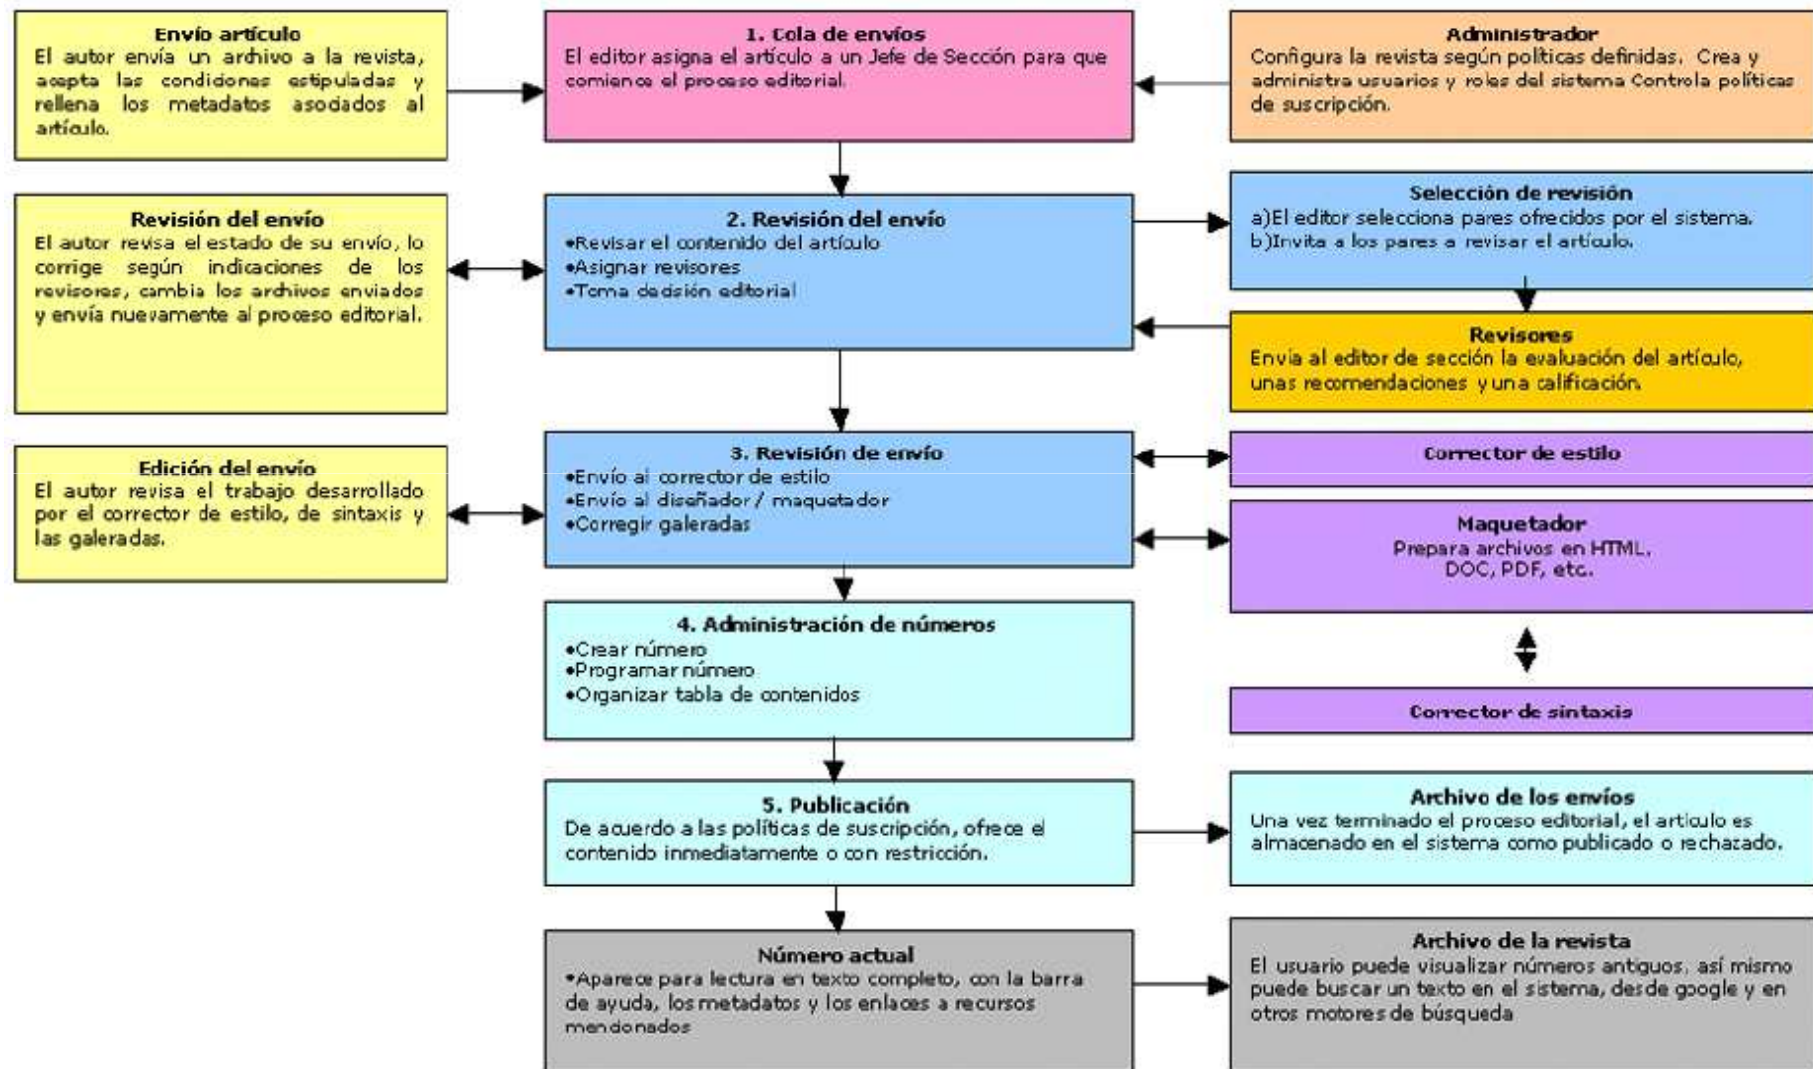 Envío artículo
El autor envía un archivo a la revista,
acepta las condiciones estipuladas y
rellena los metadatos asociados al
artículo.
1. Cola de envíos
El editor asigna el artículo a un Jefe de Sección para que
comience el proceso editorial.
Administrador
Configura la revista según políticas definidas. Crea y
administra usuarios y roles del sistema Controla políticas
de suscripción.
Revisión del envío
El autor revisa el estado de su envío, lo
corrige según indicaciones de los
revisores, cambia los archivos enviados
y envía nuevamente al proceso editorial.
2. Revisión del envío
•Revisar el contenido del artículo
•Asignar revisores
•Toma decisión editorial
Selección de revisión
a)El editor selecciona pares ofrecidos por el sistema.
b)Invita a los pares a revisar el artículo.
Revisores
Envía al editor de sección la evaluación del artículo,
unas recomendaciones y una calificación.
Edición del envío
El autor revisa el trabajo desarrollado
por el corrector de estilo, de sintaxis y
las galeradas.
3. Revisión de envío
•Envío al corrector de estilo
•Envío al diseñador / maquetador
•Corregir galeradas
Corrector de estilo
Maquetador
Prepara archivos en HTML,
DOC, PDF, etc.
Corrector de sintaxis
4. Administración de números
•Crear número
•Programar número
•Organizar tabla de contenidos
5. Publicación
De acuerdo a las políticas de suscripción, ofrece el
contenido inmediatamente o con restricción.
Archivo de los envíos
Una vez terminado el proceso editorial, el artículo es
almacenado en el sistema como publicado o rechazado.
Número actual
•Aparece para lectura en texto completo, con la barra
de ayuda, los metadatos y los enlaces a recursos
mencionados
Archivo de la revista
El usuario puede visualizar números antiguos, así mismo
puede buscar un texto en el sistema, desde google y en
otros motores de búsqueda